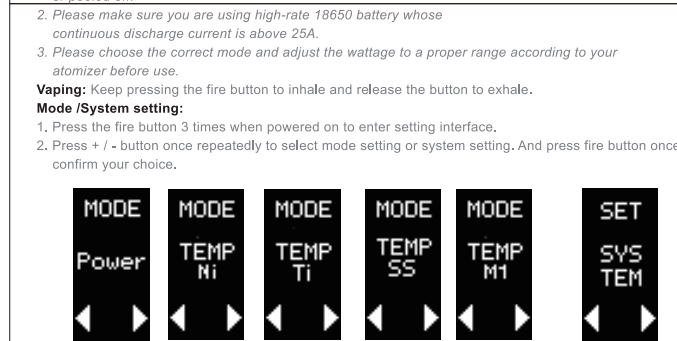 2. Please make sure you are using high-rate 18650 battery whose
continuous discharge current is above 25A.
3. Please choose the correct mode and adjust the wattage to a proper range according to your
atomizer before use.
Vaping: Keep pressing the fire button to inhale and release the button to exhale.
Mode /System setting:
1. Press the fire button 3 times when powered on to enter setting interface.
2. Press + / - button once repeatedly to select mode setting or system setting. And press fire button once
confirm your choice.
MODE MODE MODE MODE MODE SET
Power TEMP Ni TEMP Ti TEMP SS TEMP M1 SYS TEM